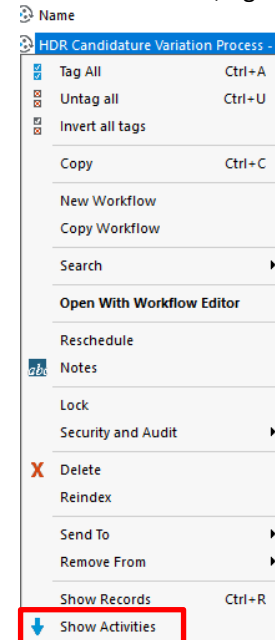 Name
HDR Candidature Variation Process -
Tag All Ctrl+A
Untag all Ctrl+U
Invert all tags
Copy Ctrl+C
New Workflow
Copy Workflow
Search
Open With Workflow Editor
Reschedule
abc Notes
Lock
Security and Audit
X Delete
Reindex
Send To
Remove From
Show Records Ctrl+R
Show Activities